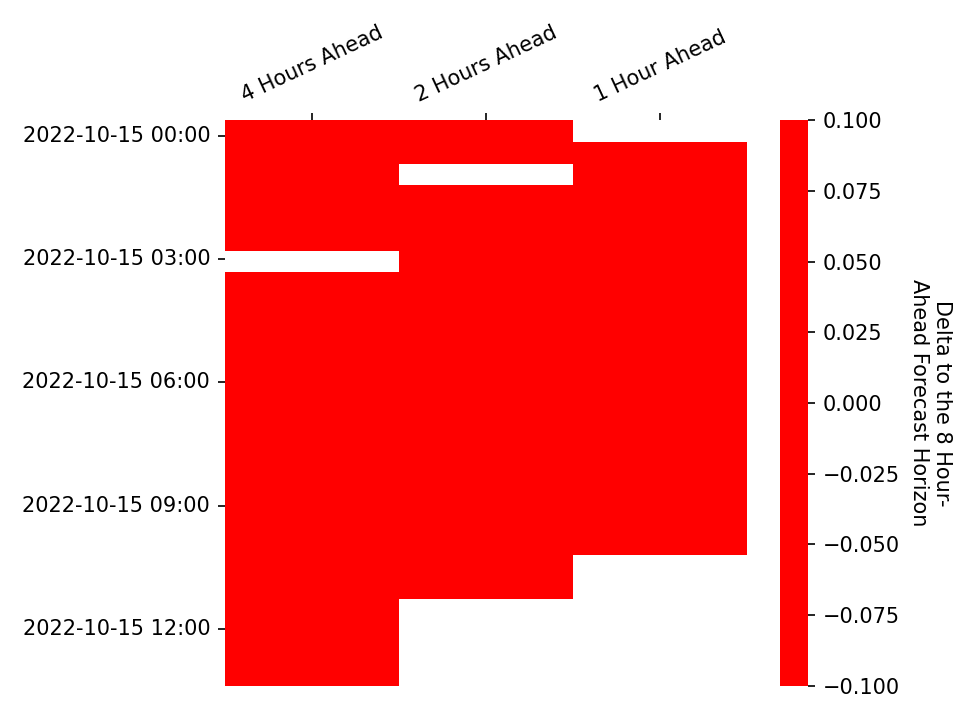 4 Hours Ahead
2 Hours Ahead
1 Hour Ahead
2022-10-15 00:00
2022-10-15 03:00
2022-10-15 06:00
2022-10-15 09:00
2022-10-15 12:00
0.100
0.075
0.050
0.025
0.000
−0.025
−0.050
−0.075
−0.100
Delta to the 8 Hour-
Ahead Forecast Horizon